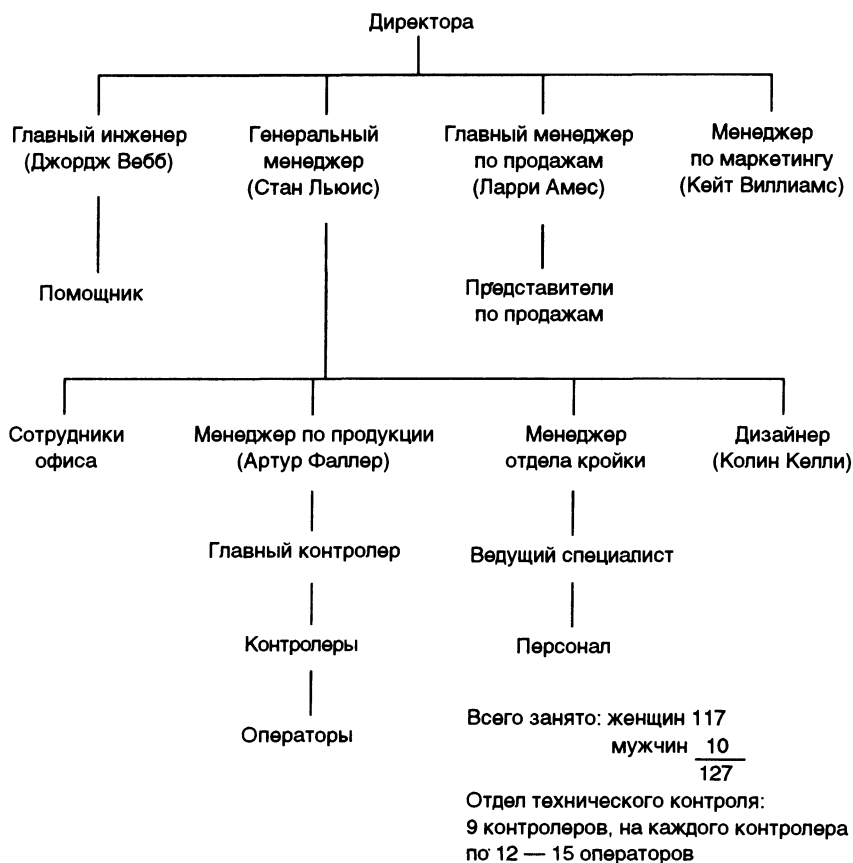 Директора
Главный инженер
(Джордж Вебб)
Генеральный
менеджер
(Стан Льюис)
Главный менеджер
по продажам
(Ларри Амес)
Менеджер
по маркетингу
(Кейт Виллиамс)
Помощник
Представители
по продажам
Сотрудники
офиса
Менеджер по продукции
(Артур Фаллер)
Менеджер
отдела кройки
Дизайнер
(Колин Келли)
Главный контролер
Ведущий специалист
Контролеры
Персонал
Операторы
Всего занято: женщин 117
мужчин 10
127
Отдел технического контроля:
9 контролеров, на каждого контролера
по 12 — 15 операторов